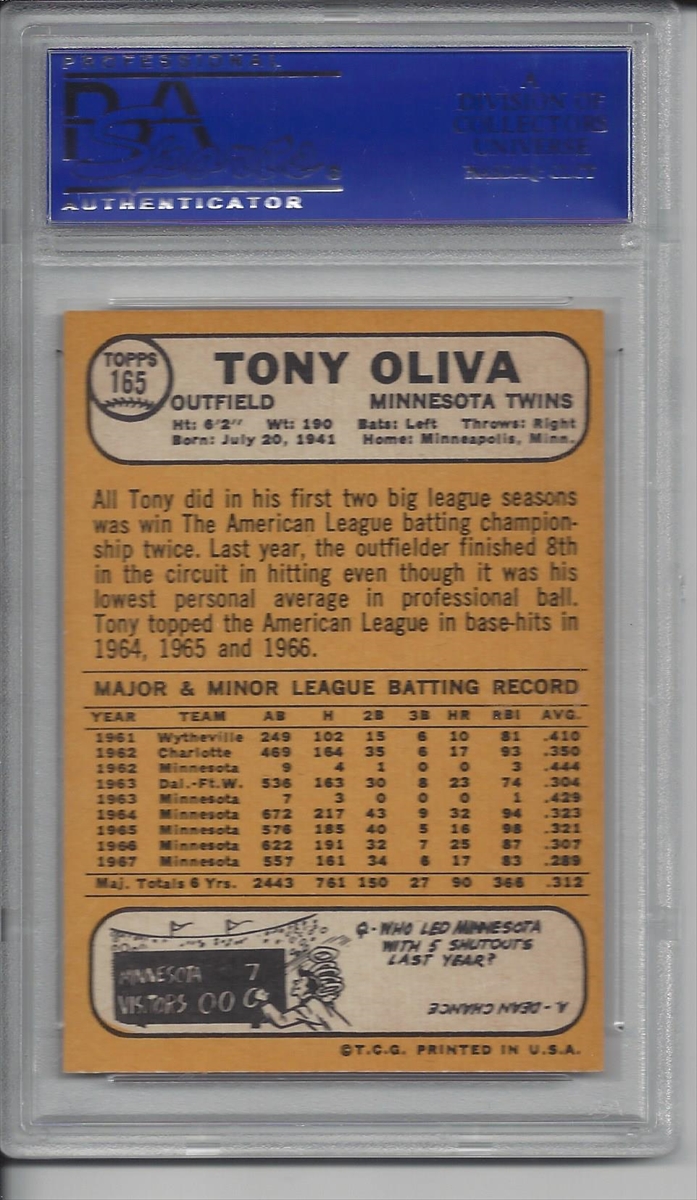 PROFESSIONAL
PSA
AUTHENTICATOR
A
DIVISION OF
COLLECTORS
UNIVERSE
TOPPS
165
TONY OLIVA
OUTFIELD MINNESOTA TWINS
Ht: 6'2" Wt: 190 Bats: Left Throws: Right
Born: July 20, 1941 Home: Minneapolis, Minn.
All Tony did in his first two big league seasons
was win The American League batting champion-
ship twice. Last year, the outfielder finished 8th
in the circuit in hitting even though it was his
lowest personal average in professional ball.
Tony topped the American League in base-hits in
1964, 1965 and 1966.
MAJOR & MINOR LEAGUE BATTING RECORD
YEAR TEAM AB H 2B 3B HR RBI AVG.
1961 Wytheville 249 102 15 6 10 81 .410
1962 Charlotte 469 164 35 6 17 93 .350
1962 Minnesota 9 4 1 0 0 3 .444
1963 Dal.-Ft.W. 536 163 30 8 23 74 .304
1963 Minnesota 7 3 0 0 0 1 .429
1964 Minnesota 672 217 43 9 32 94 .323
1965 Minnesota 576 185 40 5 16 98 .321
1966 Minnesota 622 191 32 7 25 87 .307
1967 Minnesota 557 161 34 6 17 83 .289
Maj. Totals 6 Yrs. 2443 761 150 27 90 366 .312
MINNESOTA 7
VISITORS 000
Q - WHO LED MINNESOTA
WITH 5 SHUTOUTS
LAST YEAR?
A - DEAN CHANCE
©T.C.G. PRINTED IN U.S.A.